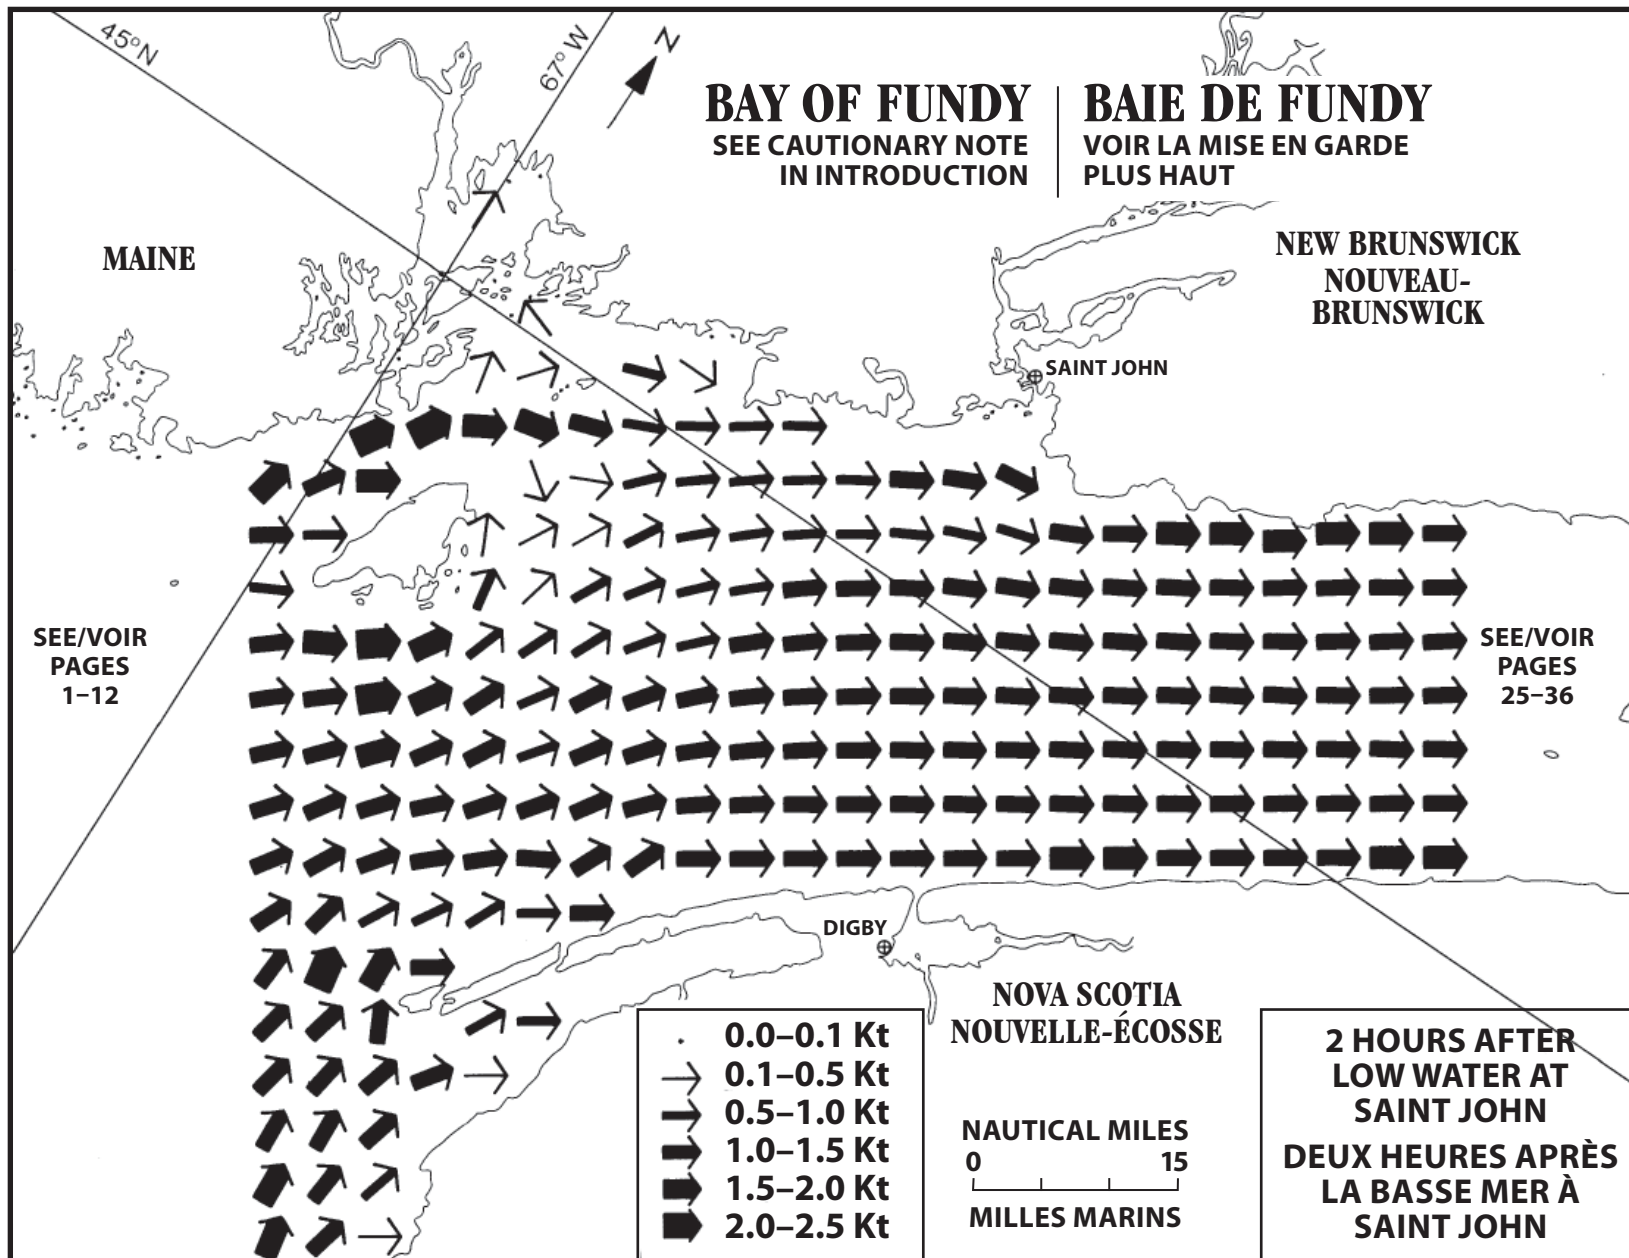 45° N
67° W
N
BAY OF FUNDY
SEE CAUTIONARY NOTE
IN INTRODUCTION
BAIE DE FUNDY
VOIR LA MISE EN GARDE
PLUS HAUT
MAINE
NEW BRUNSWICK
NOUVEAU-
BRUNSWICK
SAINT JOHN
SEE/VOIR
PAGES
1–12
SEE/VOIR
PAGES
25–36
DIGBY
NOVA SCOTIA
NOUVELLE-ÉCOSSE
0.0–0.1 Kt
0.1–0.5 Kt
0.5–1.0 Kt
1.0–1.5 Kt
1.5–2.0 Kt
2.0–2.5 Kt
NAUTICAL MILES
0 15
MILLES MARINS
2 HOURS AFTER
LOW WATER AT
SAINT JOHN
DEUX HEURES APRÈS
LA BASSE MER À
SAINT JOHN